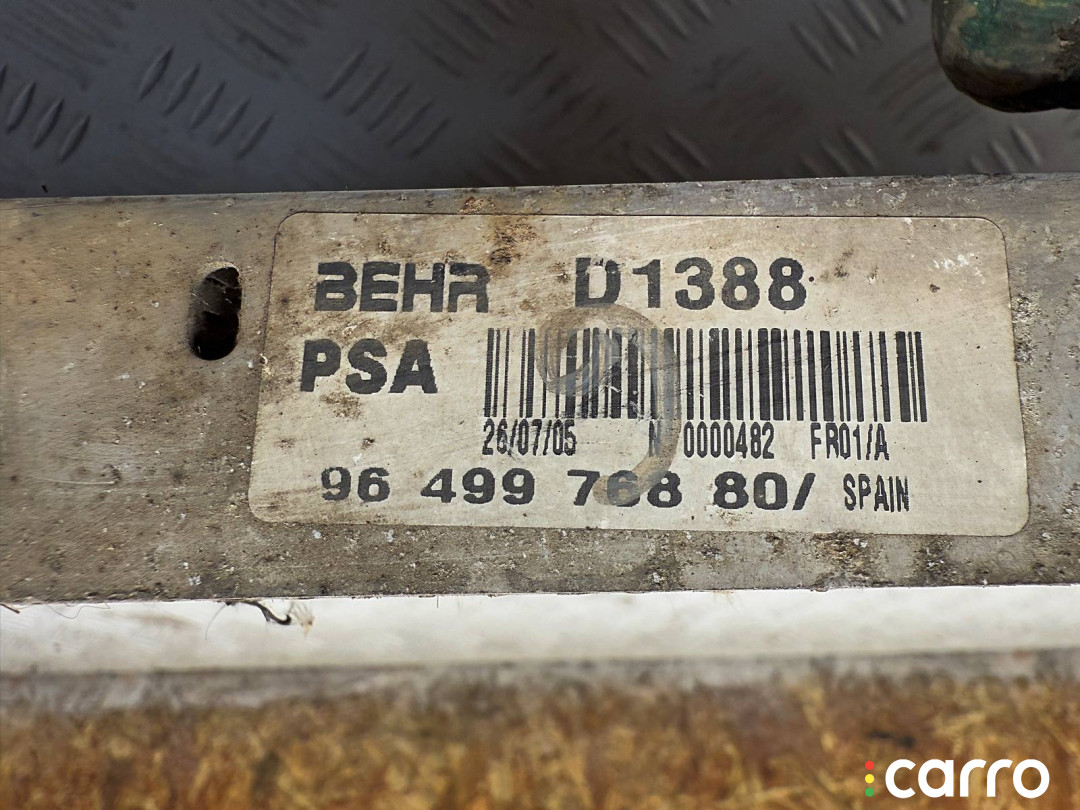 BEHR D1388
PSA
26/07/05 N 0000482 FR01/A
96 499 768 80/ SPAIN
carro